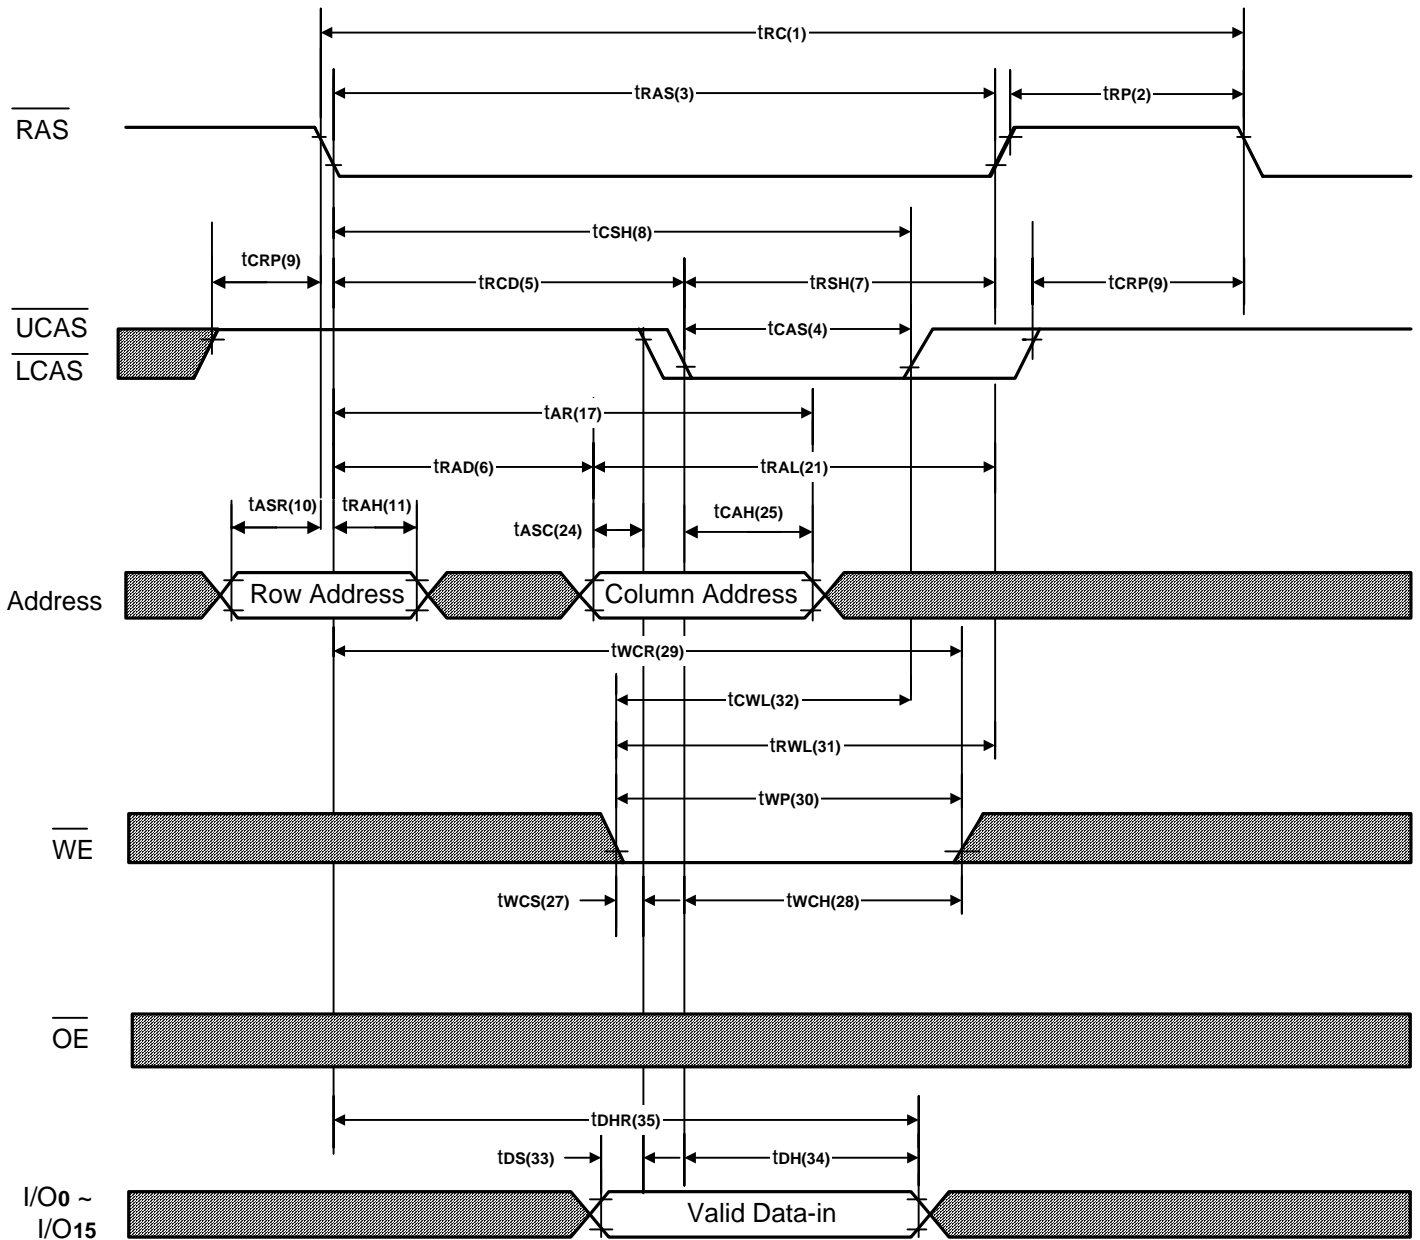 tRC(1)
tRAS(3)
tRP(2)
RAS
tCSH(8)
tCRP(9)
tRCD(5)
tRSH(7)
tCRP(9)
UCAS
tCAS(4)
LCAS
tAR(17)
tRAD(6)
tRAL(21)
tASR(10)
tRAH(11)
tASC(24)
tCAH(25)
Address
Row Address
Column Address
tWCR(29)
tCWL(32)
tRWL(31)
tWP(30)
WE
tWCS(27)
tWCH(28)
OE
tDHR(35)
tDS(33)
tDH(34)
I/O0 ~
I/O15
Valid Data-in